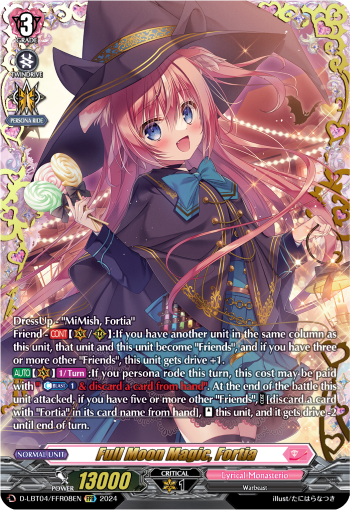 3
GRADE
TWINDRIVE
PERSONA RIDE
DressUp - "MiMish, Fortia"
Friend - CONT【 / 】:If you have another unit in the same column as
this unit, that unit and this unit become "Friends", and if you have three
or more other "Friends", this unit gets drive +1.
AUTO【 】1/Turn :If you persona rode this turn, this cost may be paid
with " BLAST 1 & discard a card from hand". At the end of the battle this
unit attacked, if you have five or more other "Friends", [discard a card
with "Fortia" in its card name from hand], this unit, and it gets drive -2
until end of turn.
NORMAL UNIT
Full Moon Magic, Fortia
POWER 13000
CRITICAL
1
Cyrical Monasterio
Warbeast
D-LBT04/FFR08EN FFR 2024
illust/たにはらなつき